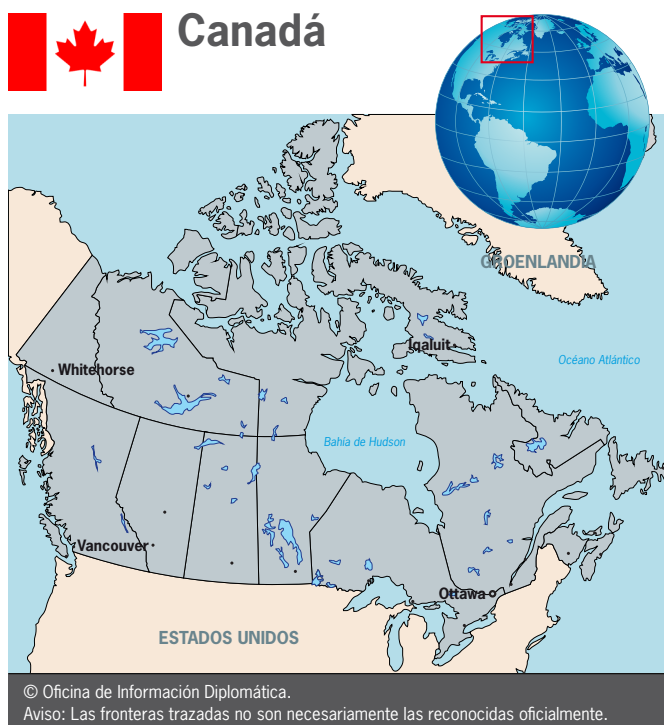 Canadá
GROENLANDIA
Iqaluit
Océano Atlántico
Whitehorse
Bahía de Hudson
Vancouver
Ottawa
ESTADOS UNIDOS
© Oficina de Información Diplomática.
Aviso: Las fronteras trazadas no son necesariamente las reconocidas oficialmente.